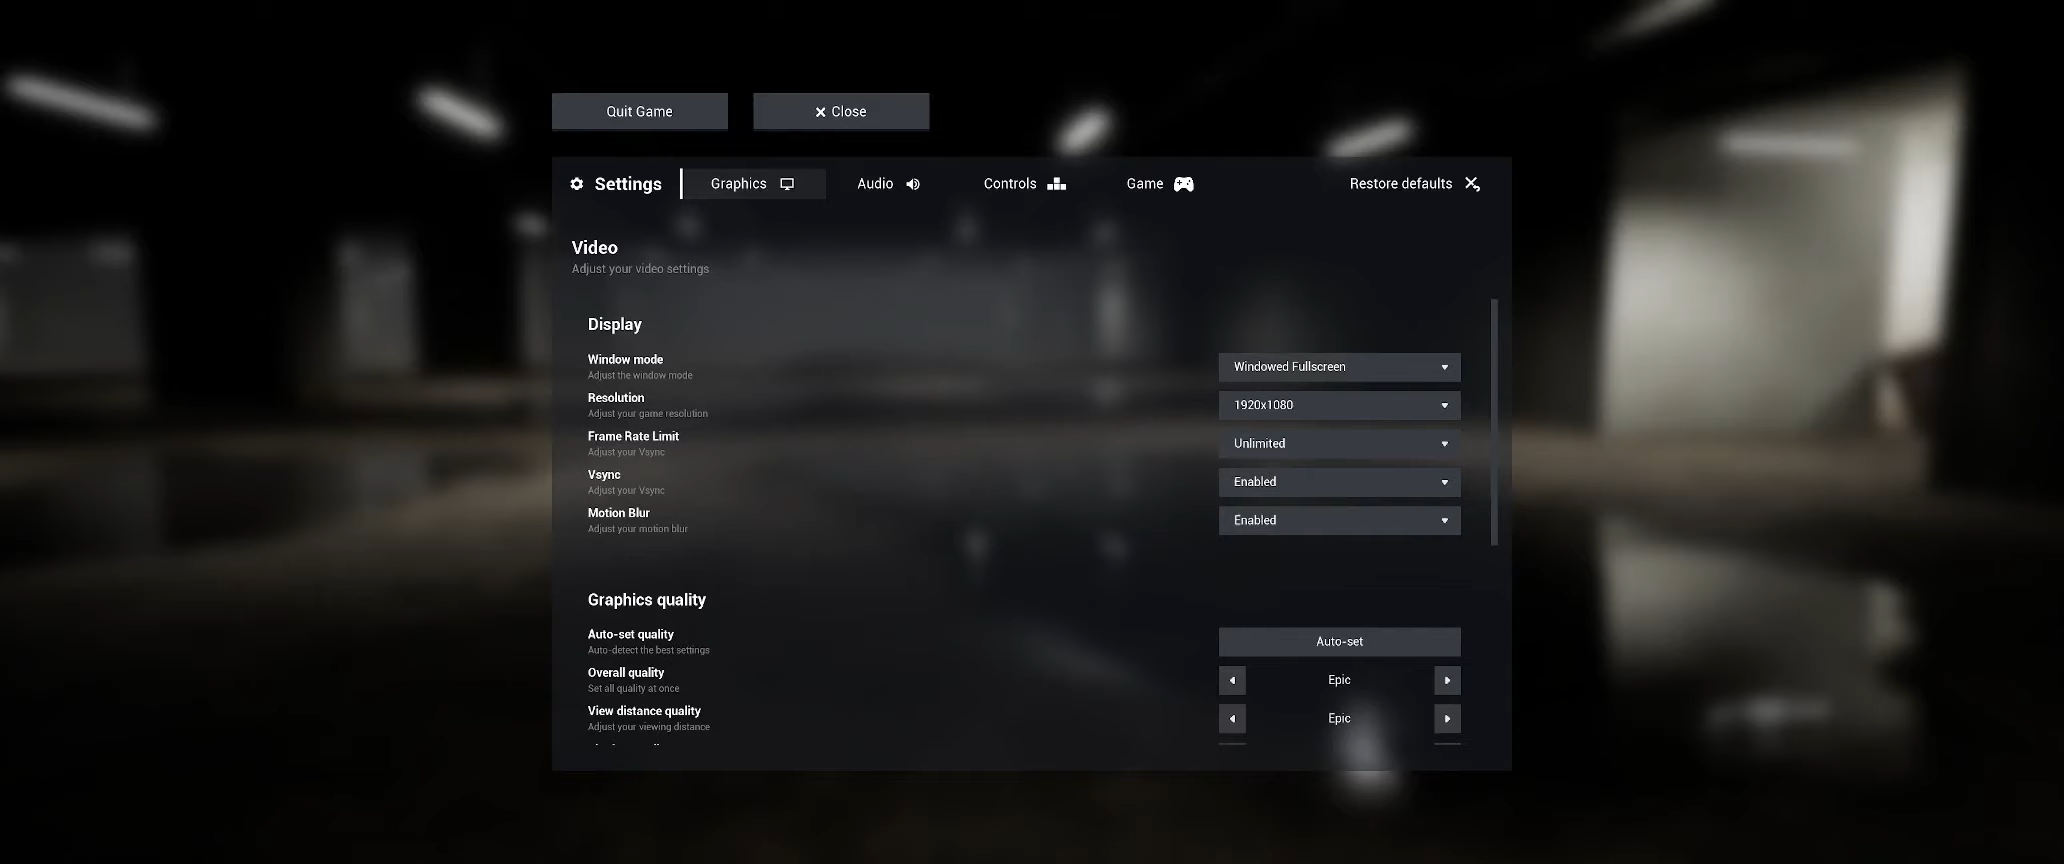 Quit Game
Close
Settings
Graphics
Audio
Controls
Game
Restore defaults
Video
Adjust your video settings
Display
Window mode
Windowed Fullscreen
Adjust the window mode
Resolution
1920x1080
Adjust your game resolution
Frame Rate Limit
Unlimited
Adjust your Vsync
Vsync
Enabled
Adjust your Vsync
Motion Blur
Enabled
Adjust your motion blur
Graphics quality
Auto-set quality
Auto-set
Auto-detect the best settings
Overall quality
Epic
Set all quality at once
View distance quality
Epic
Adjust your viewing distance